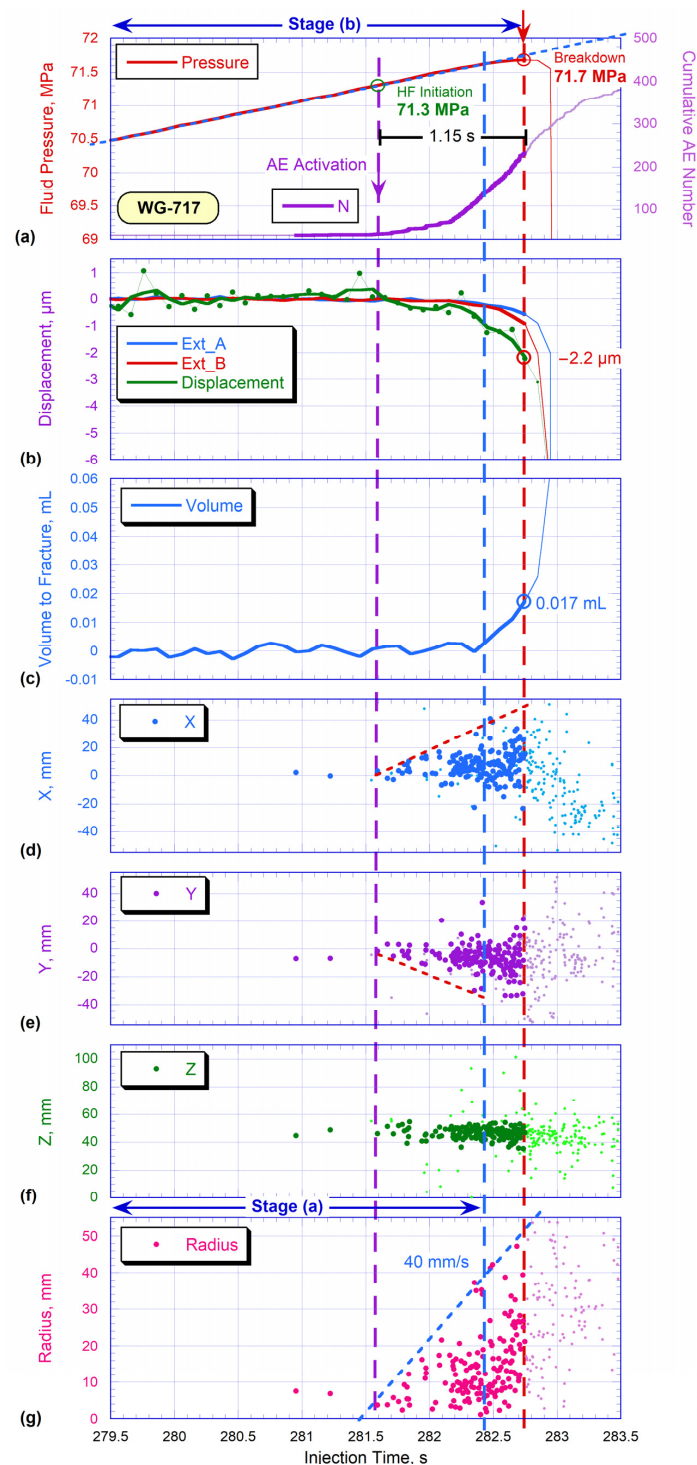 Stage (b)
72
71.5
71
70.5
70
69.5
69
Fluid Pressure, MPa
Pressure
HF Initiation
71.3 MPa
Breakdown
71.7 MPa
1.15 s
AE Activation
N
WG-717
500
400
300
200
100
Cumulative AE Number
(a)
1
0
-1
-2
-3
-4
-5
-6
Displacement, µm
Ext_A
Ext_B
Displacement
−2.2 µm
(b)
0.06
0.05
0.04
0.03
0.02
0.01
0
-0.01
Volume to Fracture, mL
Volume
0.017 mL
(c)
40
20
0
-20
-40
X, mm
X
(d)
40
20
0
-20
-40
Y, mm
Y
(e)
100
80
60
40
20
0
Z, mm
Z
(f)
Stage (a)
50
40
30
20
10
0
Radius, mm
Radius
40 mm/s
(g)
279.5 280 280.5 281 281.5 282 282.5 283 283.5
Injection Time, s